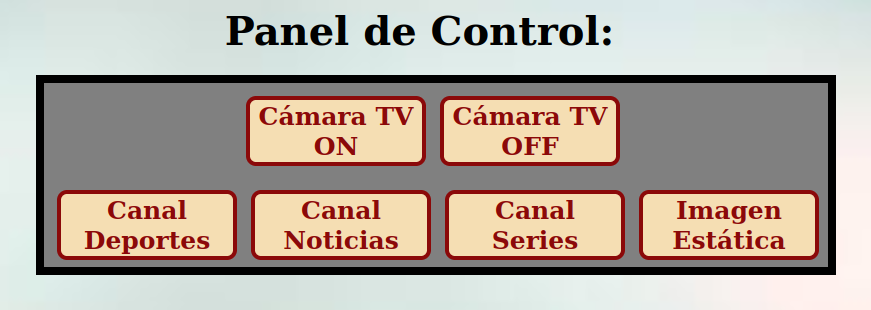 Panel de Control:
Cámara TV
ON
Cámara TV
OFF
Canal
Deportes
Canal
Noticias
Canal
Series
Imagen
Estática